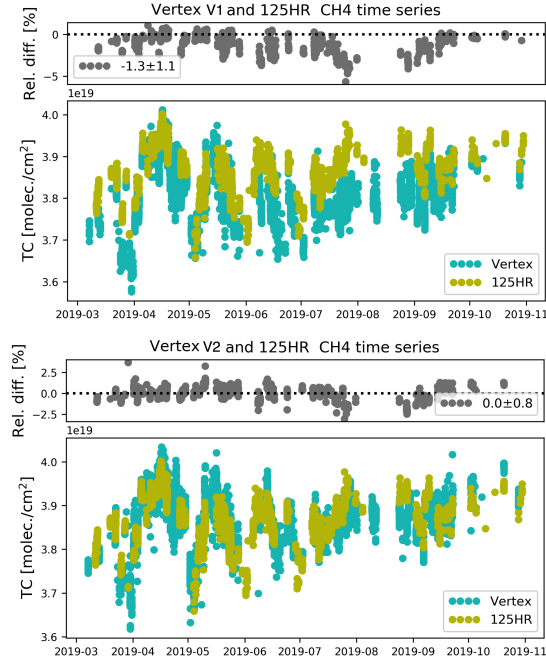 Vertex V1 and 125HR CH4 time series
Rel. diff. [%]
0
−5
-1.3±1.1
1e19
TC [molec./cm²]
4.0
3.9
3.8
3.7
3.6
Vertex
125HR
2019-03 2019-04 2019-05 2019-06 2019-07 2019-08 2019-09 2019-10 2019-11
Vertex V2 and 125HR CH4 time series
Rel. diff. [%]
2.5
0.0
−2.5
0.0±0.8
1e19
TC [molec./cm²]
4.0
3.9
3.8
3.7
3.6
Vertex
125HR
2019-03 2019-04 2019-05 2019-06 2019-07 2019-08 2019-09 2019-10 2019-11